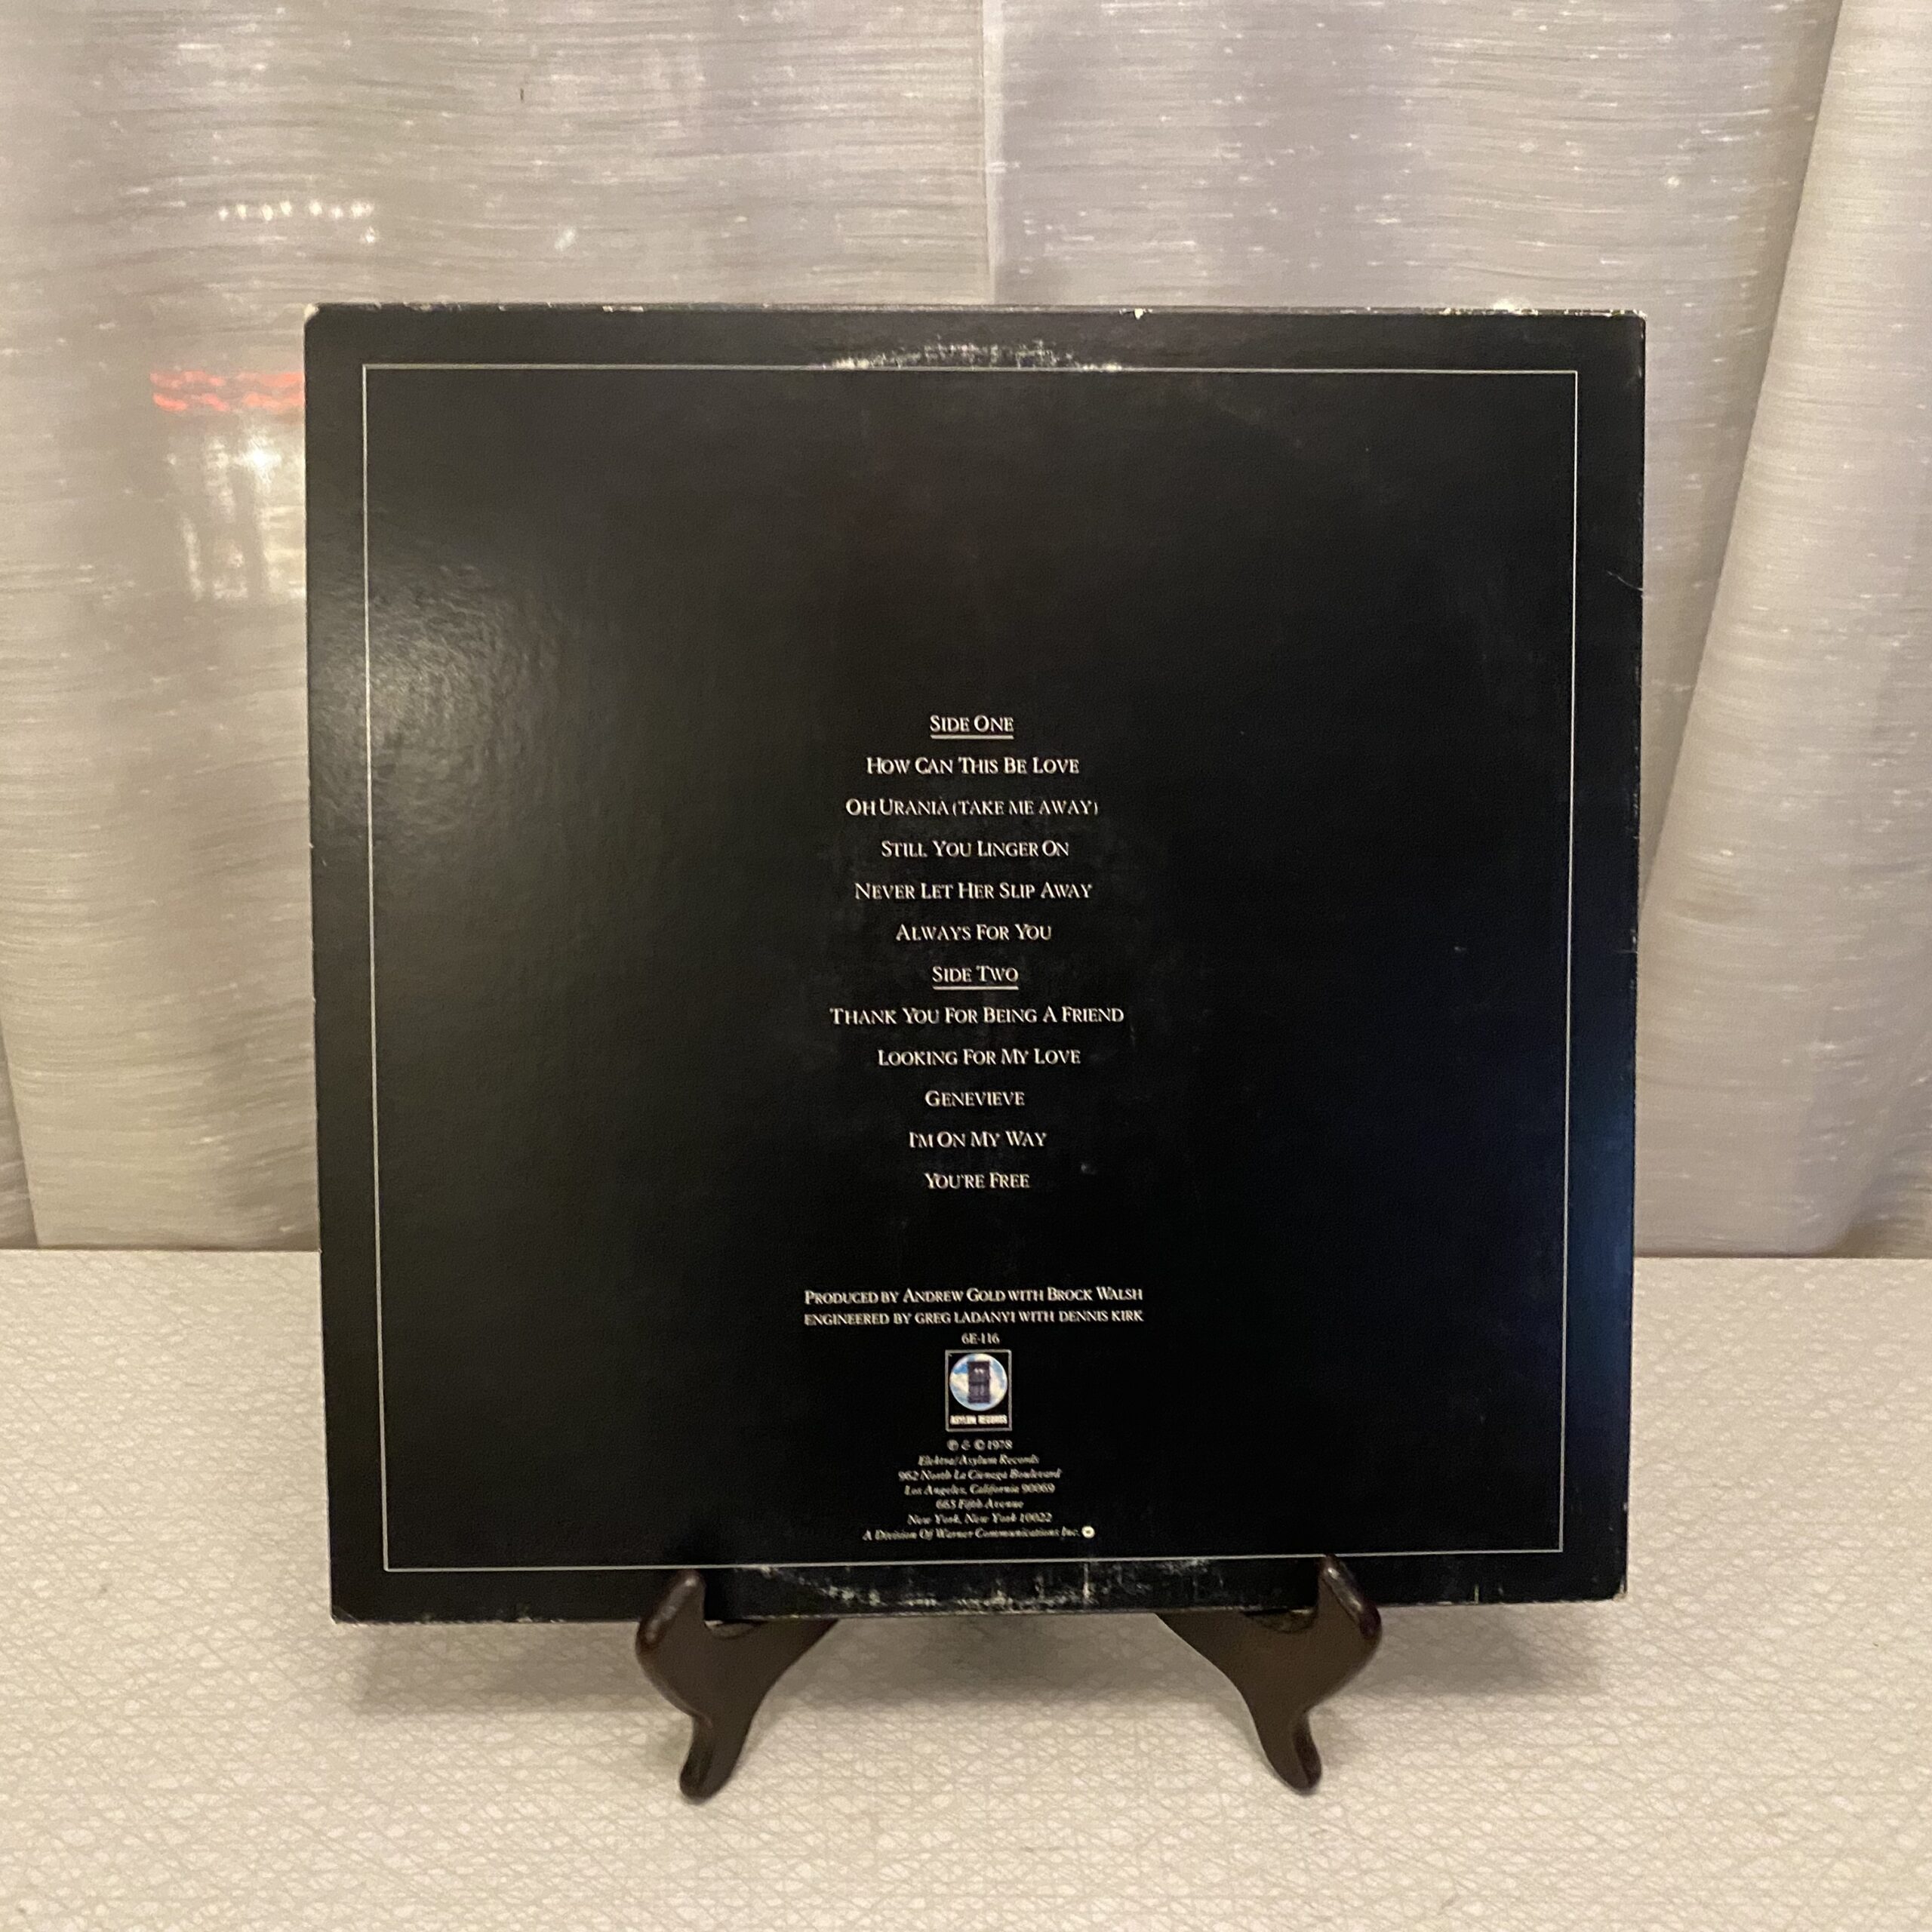 SIDE ONE
HOW CAN THIS BE LOVE
OH URANIA (TAKE ME AWAY)
STILL YOU LINGER ON
NEVER LET HER SLIP AWAY
ALWAYS FOR YOU
SIDE TWO
THANK YOU FOR BEING A FRIEND
LOOKING FOR MY LOVE
GENEVIEVE
I'M ON MY WAY
YOU'RE FREE
PRODUCED BY ANDREW GOLD WITH BROCK WALSH
ENGINEERED BY GREG LADANYI WITH DENNIS KIRK
6E-116
ASYLUM RECORDS
℗ & © 1978
Elektra/Asylum Records
962 North La Cienega Boulevard
Los Angeles, California 90069
665 Fifth Avenue
New York, New York 10022
A Division Of Warner Communications Inc.